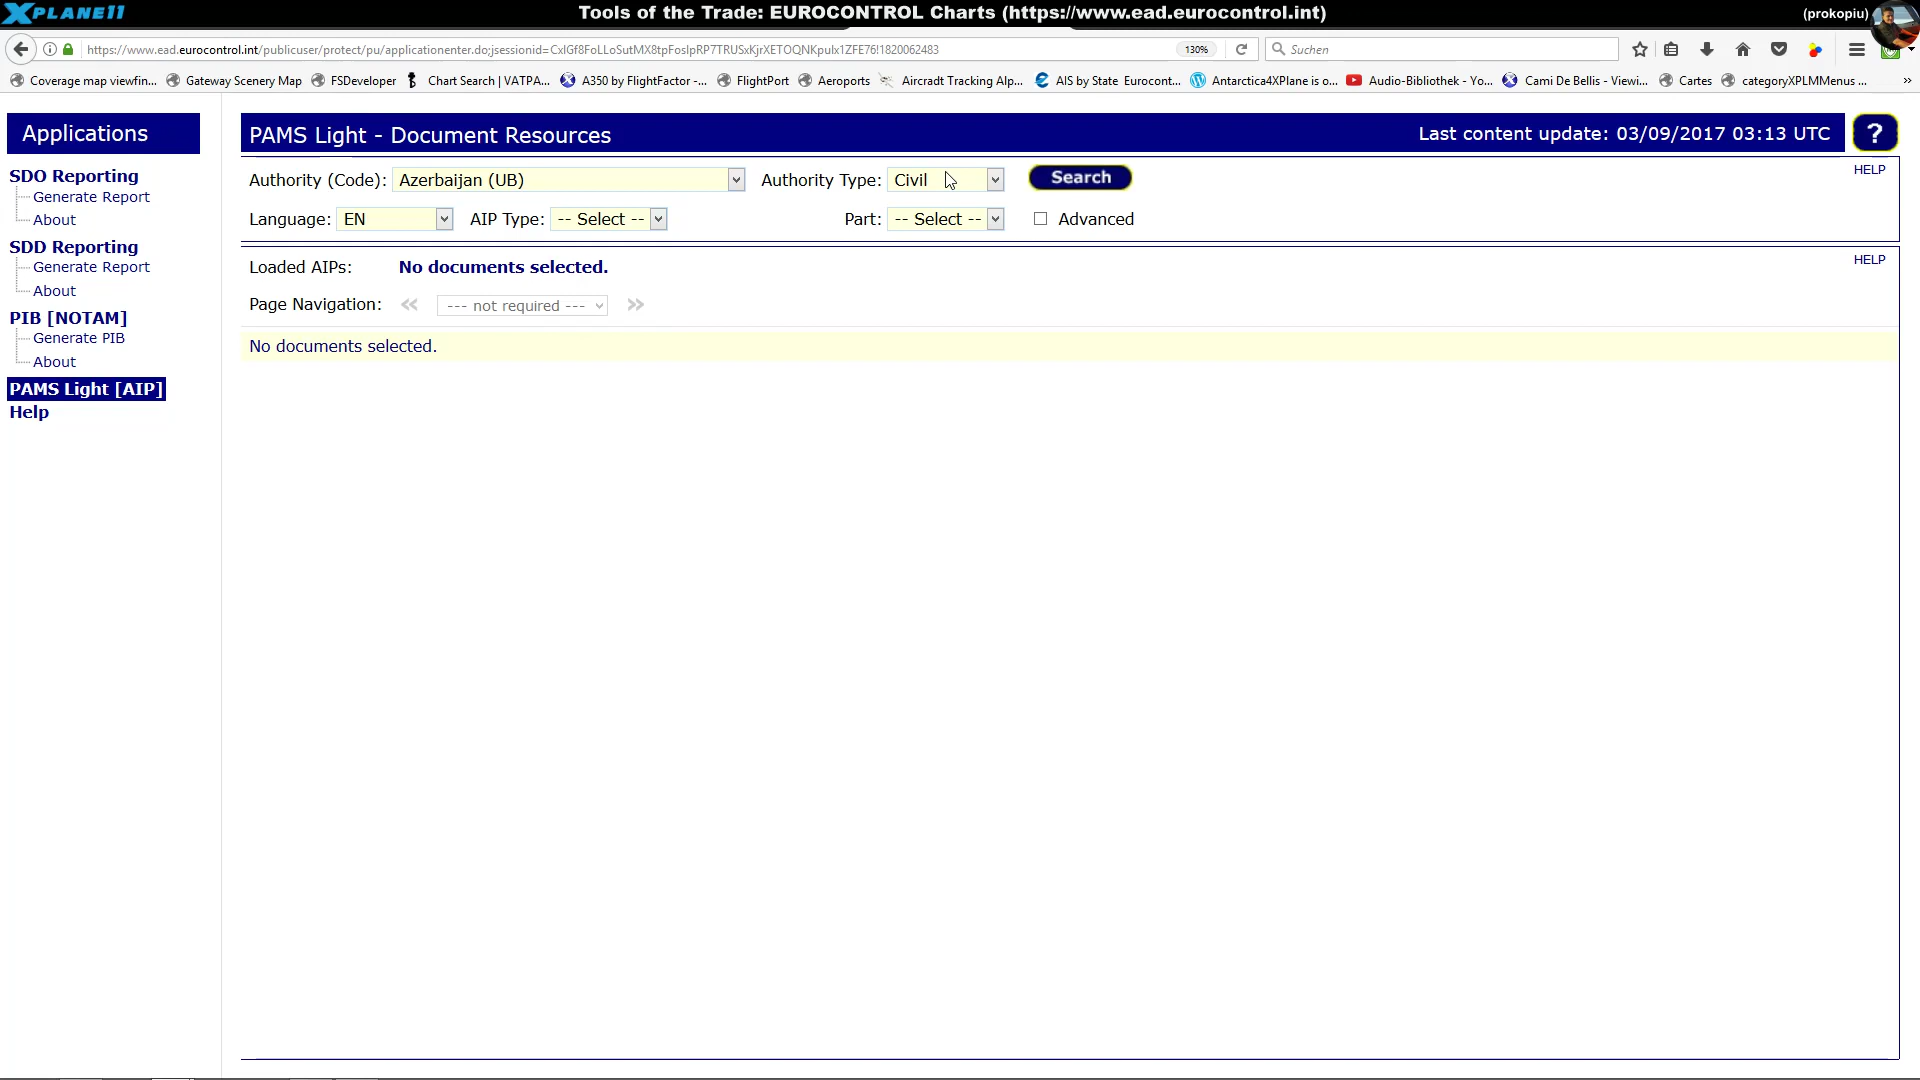 XPLANE11
Tools of the Trade: EUROCONTROL Charts (https://www.ead.eurocontrol.int)
(prokopiu)
https://www.ead.eurocontrol.int/publicuser/protect/pu/applicationenter.do;jsessionid=CxlGf8FoLLoSutMX8tpFosIpRP7TRUSxKjrXETOQNKpulx1ZFE76!1820062483
130%
Suchen
Coverage map viewfin...
Gateway Scenery Map
FSDeveloper
Chart Search | VATPA...
A350 by FlightFactor -...
FlightPort
Aeroports
Aircradt Tracking Alp...
AIS by State Eurocont...
Antarctica4XPlane is o...
Audio-Bibliothek - Yo...
Cami De Bellis - Viewi...
Cartes
categoryXPLMMenus ...
Applications
SDO Reporting
Generate Report
About
SDD Reporting
Generate Report
About
PIB [NOTAM]
Generate PIB
About
PAMS Light [AIP]
Help
PAMS Light - Document Resources
Last content update: 03/09/2017 03:13 UTC
?
Authority (Code): Azerbaijan (UB)
Authority Type: Civil
Search
HELP
Language: EN
AIP Type: -- Select --
Part: -- Select --
Advanced
Loaded AIPs: No documents selected.
HELP
Page Navigation: « --- not required --- »
No documents selected.